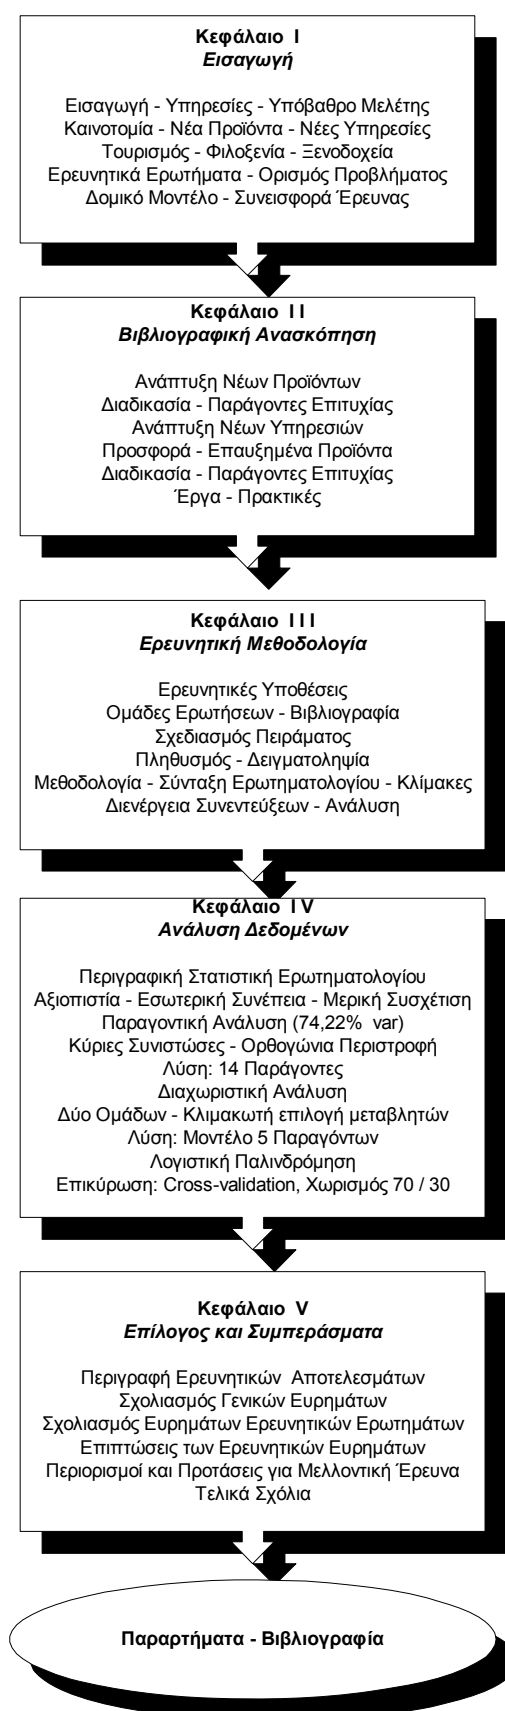 Κεφάλαιο I
Εισαγωγή
Εισαγωγή - Υπηρεσίες - Υπόβαθρο Μελέτης
Καινοτομία - Νέα Προϊόντα - Νέες Υπηρεσίες
Τουρισμός - Φιλοξενία - Ξενοδοχεία
Ερευνητικά Ερωτήματα - Ορισμός Προβλήματος
Δομικό Μοντέλο - Συνεισφορά Έρευνας
Κεφάλαιο I I
Βιβλιογραφική Ανασκόπηση
Ανάπτυξη Νέων Προϊόντων
Διαδικασία - Παράγοντες Επιτυχίας
Ανάπτυξη Νέων Υπηρεσιών
Προσφορά - Επαυξημένα Προϊόντα
Διαδικασία - Παράγοντες Επιτυχίας
Έργα - Πρακτικές
Κεφάλαιο I I I
Ερευνητική Μεθοδολογία
Ερευνητικές Υποθέσεις
Ομάδες Ερωτήσεων - Βιβλιογραφία
Σχεδιασμός Πειράματος
Πληθυσμός - Δειγματοληψία
Μεθοδολογία - Σύνταξη Ερωτηματολογίου - Κλίμακες
Διενέργεια Συνεντεύξεων - Ανάλυση
Κεφάλαιο I V
Ανάλυση Δεδομένων
Περιγραφική Στατιστική Ερωτηματολογίου
Αξιοπιστία - Εσωτερική Συνέπεια - Μερική Συσχέτιση
Παραγοντική Ανάλυση (74,22% var)
Κύριες Συνιστώσες - Ορθογώνια Περιστροφή
Λύση: 14 Παράγοντες
Διαχωριστική Ανάλυση
Δύο Ομάδων - Κλιμακωτή επιλογή μεταβλητών
Λύση: Μοντέλο 5 Παραγόντων
Λογιστική Παλινδρόμηση
Επικύρωση: Cross-validation, Χωρισμός 70 / 30
Κεφάλαιο V
Επίλογος και Συμπεράσματα
Περιγραφή Ερευνητικών Αποτελεσμάτων
Σχολιασμός Γενικών Ευρημάτων
Σχολιασμός Ευρημάτων Ερευνητικών Ερωτημάτων
Επιπτώσεις των Ερευνητικών Ευρημάτων
Περιορισμοί και Προτάσεις για Μελλοντική Έρευνα
Τελικά Σχόλια
Παραρτήματα - Βιβλιογραφία